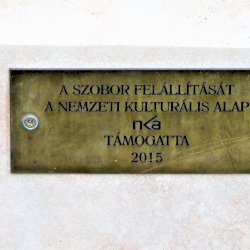 A SZOBOR FELÁLLÍTÁSÁT
A NEMZETI KULTURÁLIS ALAP
nka
TÁMOGATTA
2015